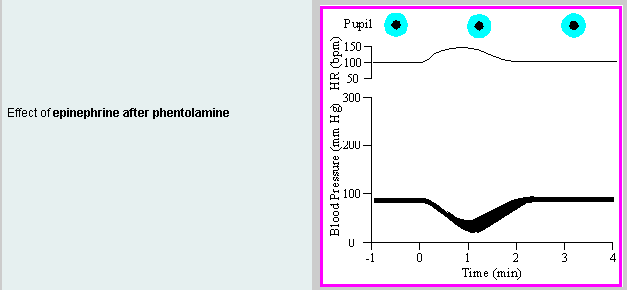 Effect of epinephrine after phentolamine
Pupil
HR (bpm)
150
100
50
Blood Pressure (mm Hg)
300
200
100
0
-1 0 1 2 3 4
Time (min)